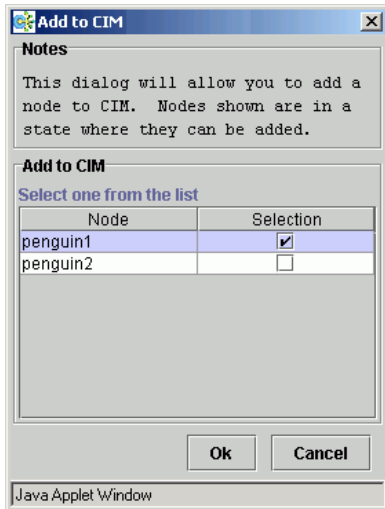 Add to CIM
Notes
This dialog will allow you to add a
node to CIM. Nodes shown are in a
state where they can be added.
Add to CIM
Select one from the list
Node Selection
penguin1
penguin2
Ok Cancel
Java Applet Window